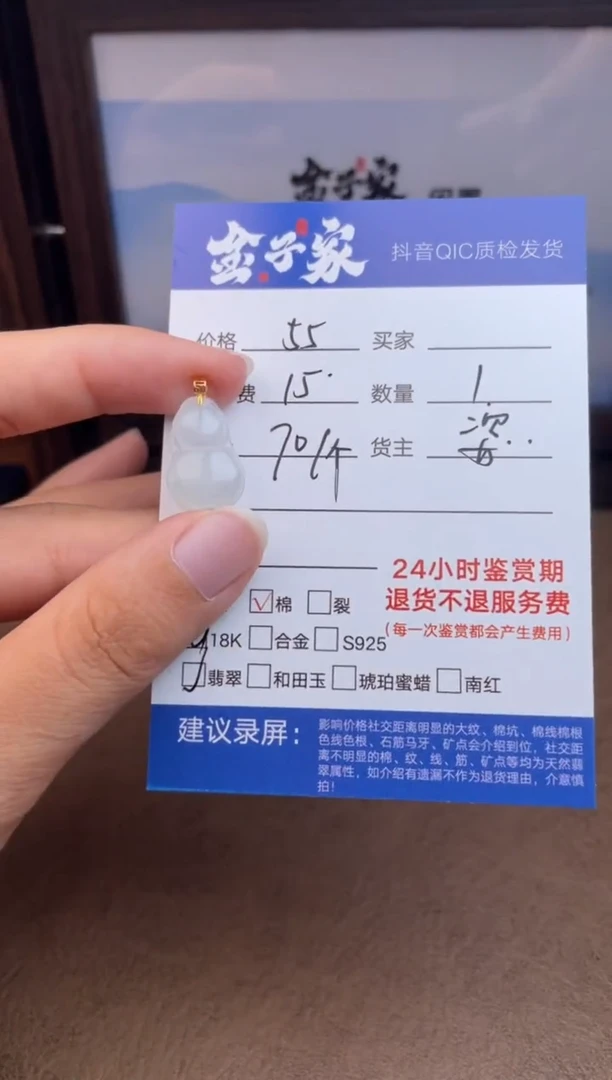 金子家
金子家 抖音QIC质检发货
价格 55 买家
费 15 数量 1
70/个 货主 姿
24小时鉴赏期
退货不退服务费
(每一次鉴赏都会产生费用)
棉 裂
18K 合金 S925
翡翠 和田玉 琥珀蜜蜡 南红
建议录屏：
影响价格社交距离明显的大纹、棉坑、棉线棉根
色线色根、石筋马牙、矿点会介绍到位，社交距
离不明显的棉、纹、线、筋、矿点等均为天然翡
翠属性，如介绍有遗漏不作为退货理由，介意慎
拍!